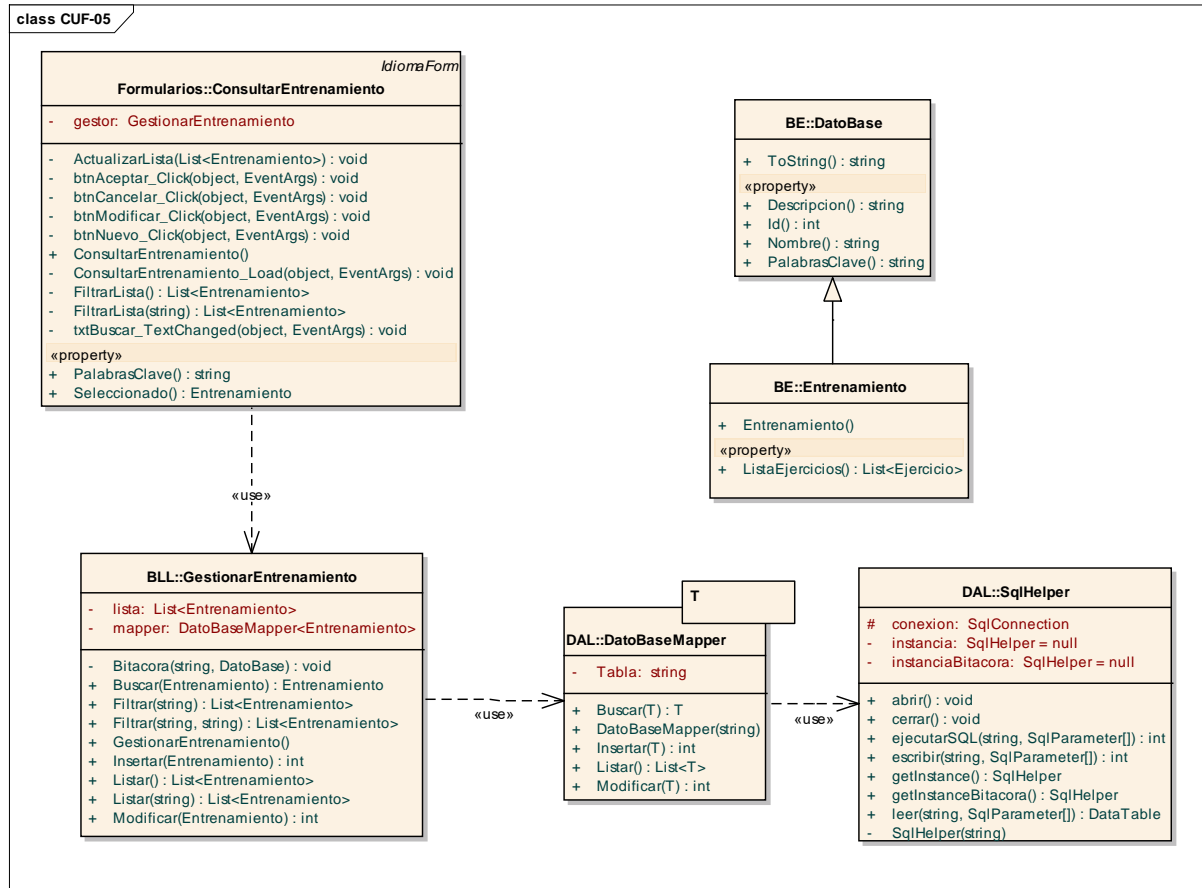 class CUF-05
IdiomaForm
Formularios::ConsultarEntrenamiento
- gestor: GestionarEntrenamiento
- ActualizarLista(List<Entrenamiento>) : void
- btnAceptar_Click(object, EventArgs) : void
- btnCancelar_Click(object, EventArgs) : void
- btnModificar_Click(object, EventArgs) : void
- btnNuevo_Click(object, EventArgs) : void
+ ConsultarEntrenamiento()
- ConsultarEntrenamiento_Load(object, EventArgs) : void
- FiltrarLista() : List<Entrenamiento>
- FiltrarLista(string) : List<Entrenamiento>
- txtBuscar_TextChanged(object, EventArgs) : void
«property»
+ PalabrasClave() : string
+ Seleccionado() : Entrenamiento
BE::DatoBase
+ ToString() : string
«property»
+ Descripcion() : string
+ Id() : int
+ Nombre() : string
+ PalabrasClave() : string
BE::Entrenamiento
+ Entrenamiento()
«property»
+ ListaEjercicios() : List<Ejercicio>
«use»
BLL::GestionarEntrenamiento
- lista: List<Entrenamiento>
- mapper: DatoBaseMapper<Entrenamiento>
- Bitacora(string, DatoBase) : void
+ Buscar(Entrenamiento) : Entrenamiento
+ Filtrar(string) : List<Entrenamiento>
+ Filtrar(string, string) : List<Entrenamiento>
+ GestionarEntrenamiento()
+ Insertar(Entrenamiento) : int
+ Listar() : List<Entrenamiento>
+ Listar(string) : List<Entrenamiento>
+ Modificar(Entrenamiento) : int
«use»
T
DAL::DatoBaseMapper
- Tabla: string
+ Buscar(T) : T
+ DatoBaseMapper(string)
+ Insertar(T) : int
+ Listar() : List<T>
+ Modificar(T) : int
«use»
DAL::SqlHelper
# conexion: SqlConnection
- instancia: SqlHelper = null
- instanciaBitacora: SqlHelper = null
+ abrir() : void
+ cerrar() : void
+ ejecutarSQL(string, SqlParameter[]) : int
+ escribir(string, SqlParameter[]) : int
+ getInstance() : SqlHelper
+ getInstanceBitacora() : SqlHelper
+ leer(string, SqlParameter[]) : DataTable
- SqlHelper(string)